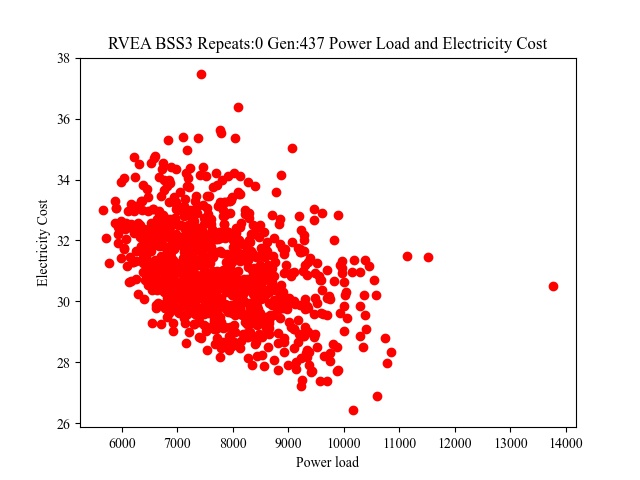 RVEA BSS3 Repeats:0 Gen:437 Power Load and Electricity Cost
38
36
34
32
30
28
26
Electricity Cost
6000 7000 8000 9000 10000 11000 12000 13000 14000
Power load